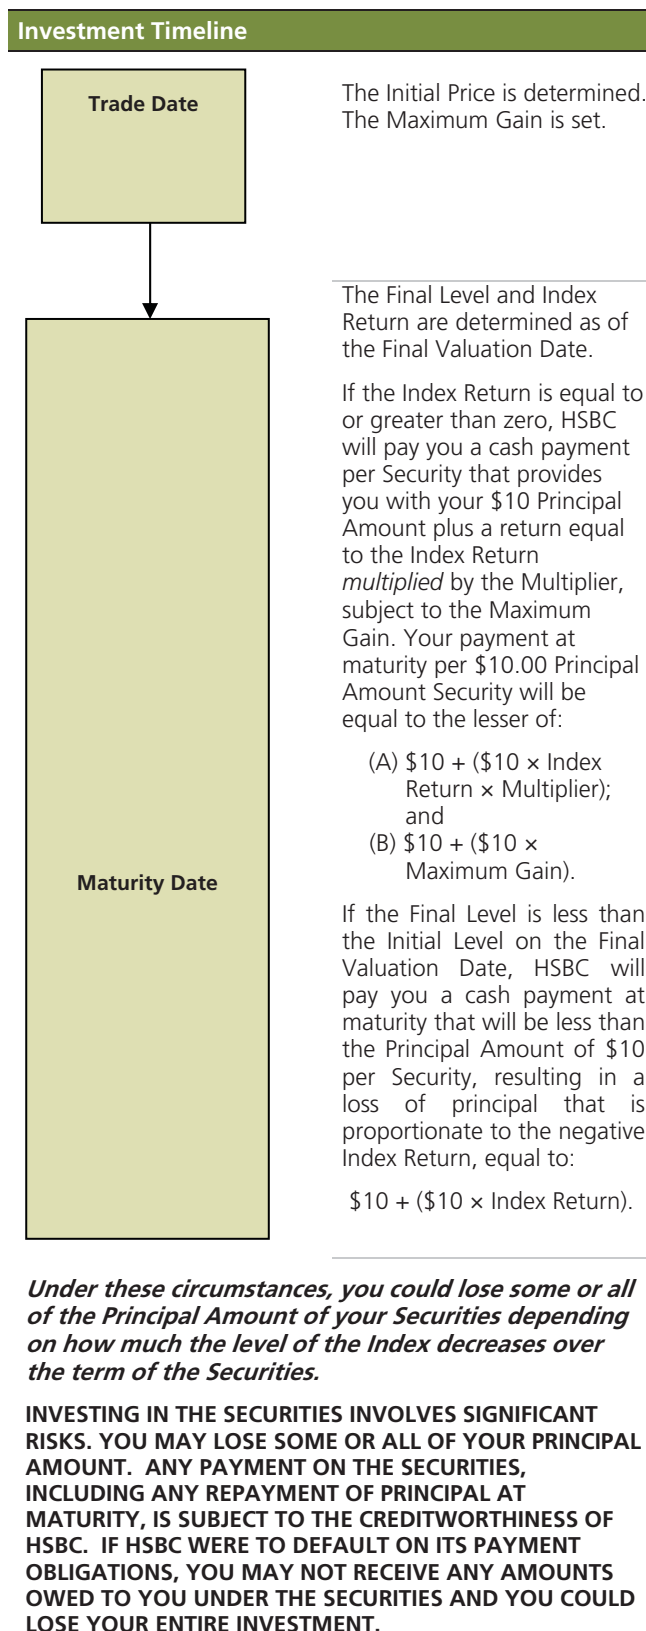 Investment Timeline
Trade Date
The Initial Price is determined.
The Maximum Gain is set.
The Final Level and Index
Return are determined as of
the Final Valuation Date.
If the Index Return is equal to
or greater than zero, HSBC
will pay you a cash payment
per Security that provides
you with your $10 Principal
Amount plus a return equal
to the Index Return
multiplied by the Multiplier,
subject to the Maximum
Gain. Your payment at
maturity per $10.00 Principal
Amount Security will be
equal to the lesser of:
(A) $10 + ($10 × Index
Return × Multiplier);
and
(B) $10 + ($10 ×
Maximum Gain).
Maturity Date
If the Final Level is less than
the Initial Level on the Final
Valuation Date, HSBC will
pay you a cash payment at
maturity that will be less than
the Principal Amount of $10
per Security, resulting in a
loss of principal that is
proportionate to the negative
Index Return, equal to:
$10 + ($10 × Index Return).
Under these circumstances, you could lose some or all
of the Principal Amount of your Securities depending
on how much the level of the Index decreases over
the term of the Securities.
INVESTING IN THE SECURITIES INVOLVES SIGNIFICANT
RISKS. YOU MAY LOSE SOME OR ALL OF YOUR PRINCIPAL
AMOUNT. ANY PAYMENT ON THE SECURITIES,
INCLUDING ANY REPAYMENT OF PRINCIPAL AT
MATURITY, IS SUBJECT TO THE CREDITWORTHINESS OF
HSBC. IF HSBC WERE TO DEFAULT ON ITS PAYMENT
OBLIGATIONS, YOU MAY NOT RECEIVE ANY AMOUNTS
OWED TO YOU UNDER THE SECURITIES AND YOU COULD
LOSE YOUR ENTIRE INVESTMENT.